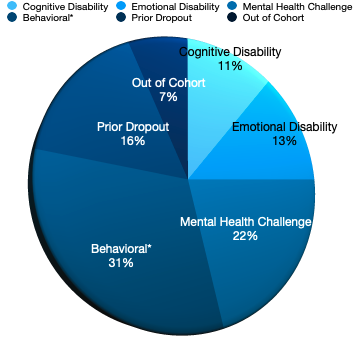 Cognitive Disability Emotional Disability Mental Health Challenge
Behavioral* Prior Dropout Out of Cohort
Cognitive Disability
11%
Out of Cohort
7%
Emotional Disability
13%
Prior Dropout
16%
Mental Health Challenge
22%
Behavioral*
31%